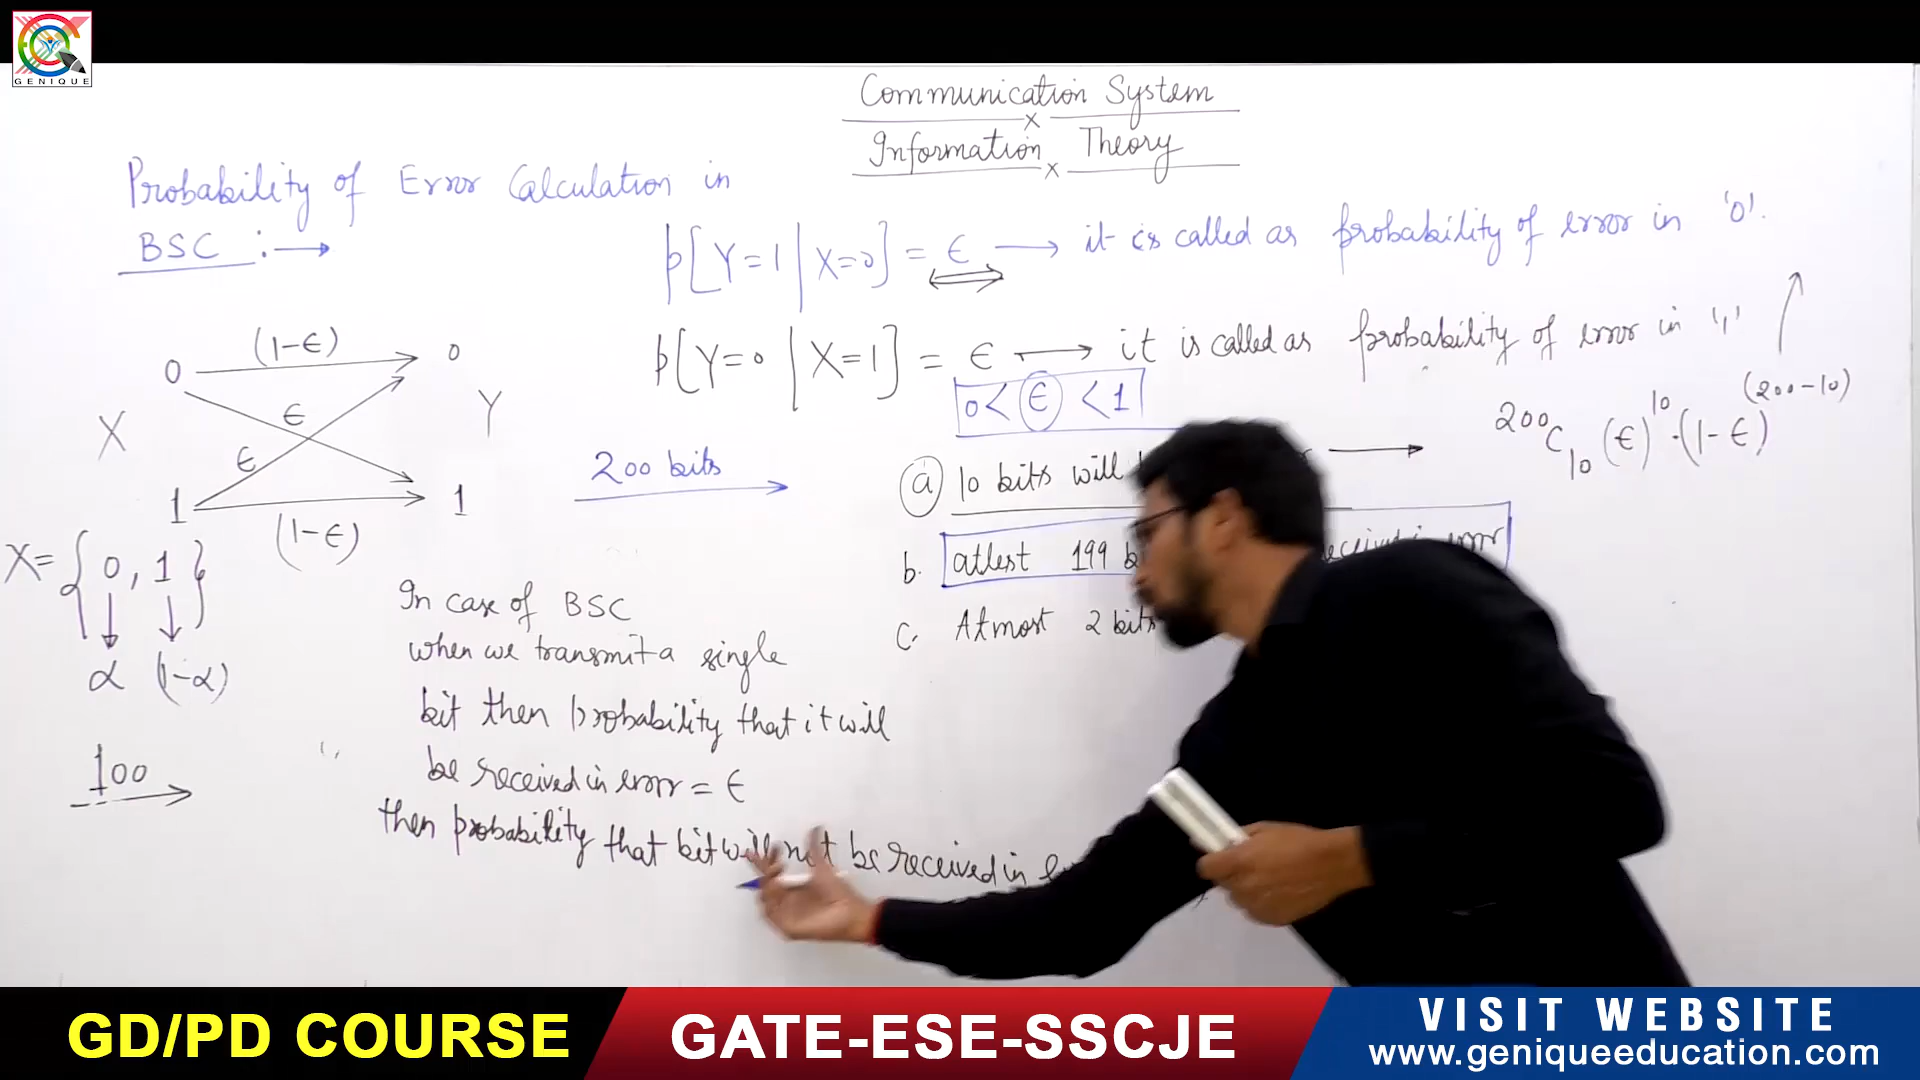 GENIQUE
Communication System
x
Information Theory
x
Probability of Error Calculation in
BSC :→
p[Y=1 | X=0] = ϵ → it is called as probability of error in '0'.
p[Y=0 | X=1] = ϵ → it is called as probability of error in '1'
0 < ϵ < 1
0 (1-ϵ) 0
X ϵ Y
ϵ
1 (1-ϵ) 1
200 bits
a 10 bits will
200C10 (ϵ)^10 · (1-ϵ)^(200-10)
b. atlest 199 received in error
c. Atmost 2 bits
X = {0, 1}
α (1-α)
100
In case of BSC
when we transmit a single
bit then probability that it will
be received in error = ϵ
then probability that bit will not be received in
GD/PD COURSE
GATE-ESE-SSCJE
VISIT WEBSITE
www.geniqueeducation.com